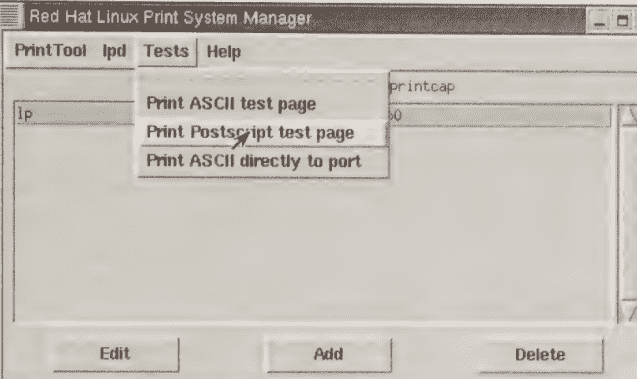 Red Hat Linux Print System Manager
PrintTool lpd Tests Help
printcap
Print ASCII test page
lp
Print Postscript test page
Print ASCII directly to port
Edit Add Delete